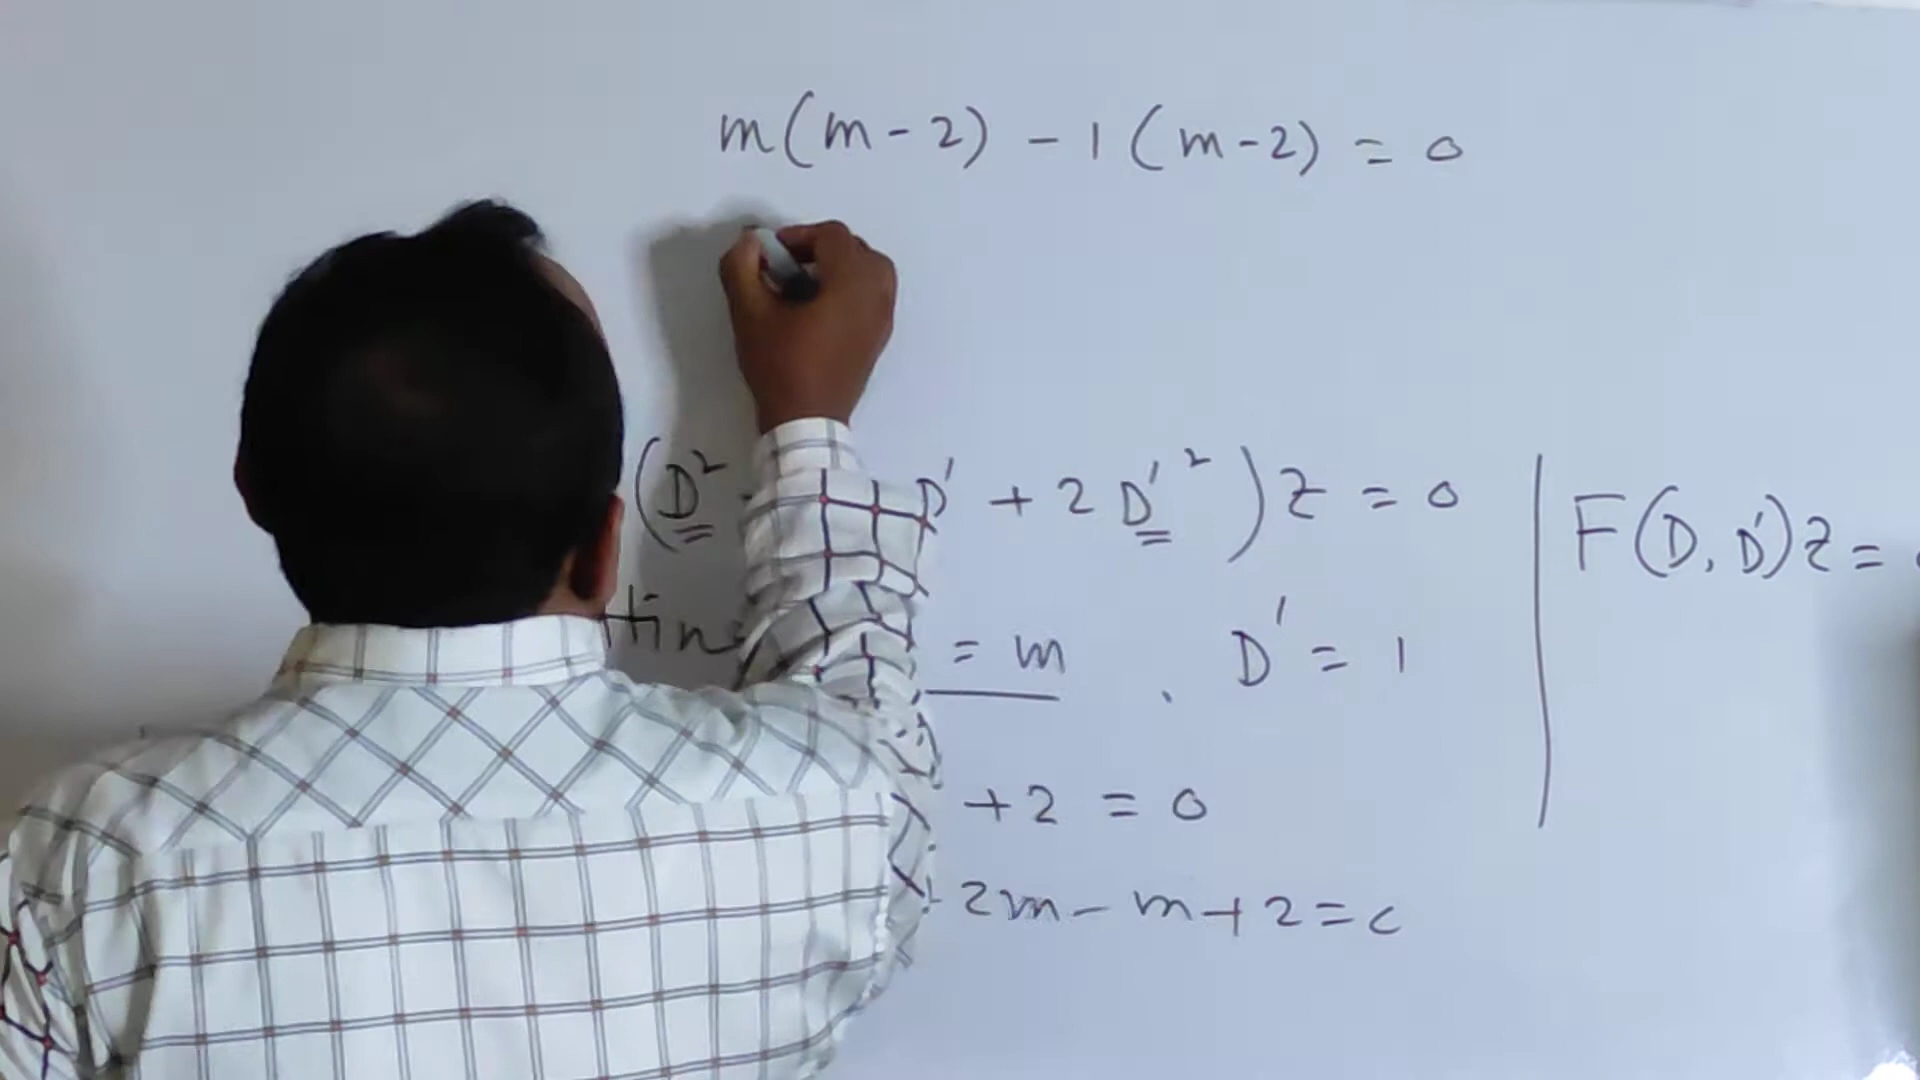 m(m-2) - 1(m-2) = 0
(D² D' + 2D'²)z = 0
F(D, D')z =
= m , D' = 1
+2 = 0
2m - m + 2 = 0